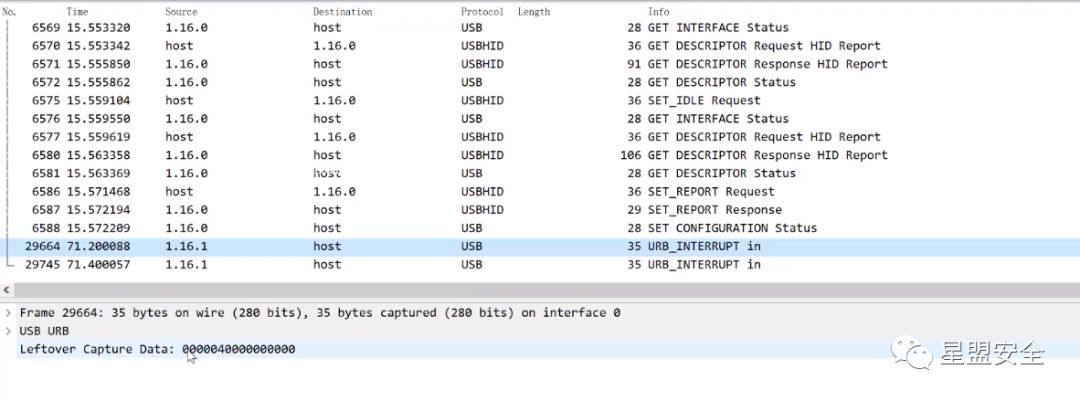 No. Time Source Destination Protocol Length Info
6569 15.553320 1.16.0 host USB 28 GET INTERFACE Status
6570 15.553342 host 1.16.0 USBHID 36 GET DESCRIPTOR Request HID Report
6571 15.555850 1.16.0 host USBHID 91 GET DESCRIPTOR Response HID Report
6572 15.555862 1.16.0 host USB 28 GET DESCRIPTOR Status
6575 15.559104 host 1.16.0 USBHID 36 SET_IDLE Request
6576 15.559550 1.16.0 host USB 28 GET INTERFACE Status
6577 15.559619 host 1.16.0 USBHID 36 GET DESCRIPTOR Request HID Report
6580 15.563358 1.16.0 host USBHID 106 GET DESCRIPTOR Response HID Report
6581 15.563369 1.16.0 host USB 28 GET DESCRIPTOR Status
6586 15.571468 host 1.16.0 USBHID 36 SET_REPORT Request
6587 15.572194 1.16.0 host USBHID 29 SET_REPORT Response
6588 15.572209 1.16.0 host USB 28 SET CONFIGURATION Status
29664 71.200088 1.16.1 host USB 35 URB_INTERRUPT in
29745 71.400057 1.16.1 host USB 35 URB_INTERRUPT in
Frame 29664: 35 bytes on wire (280 bits), 35 bytes captured (280 bits) on interface 0
USB URB
Leftover Capture Data: 0000040000000000
星盟安全